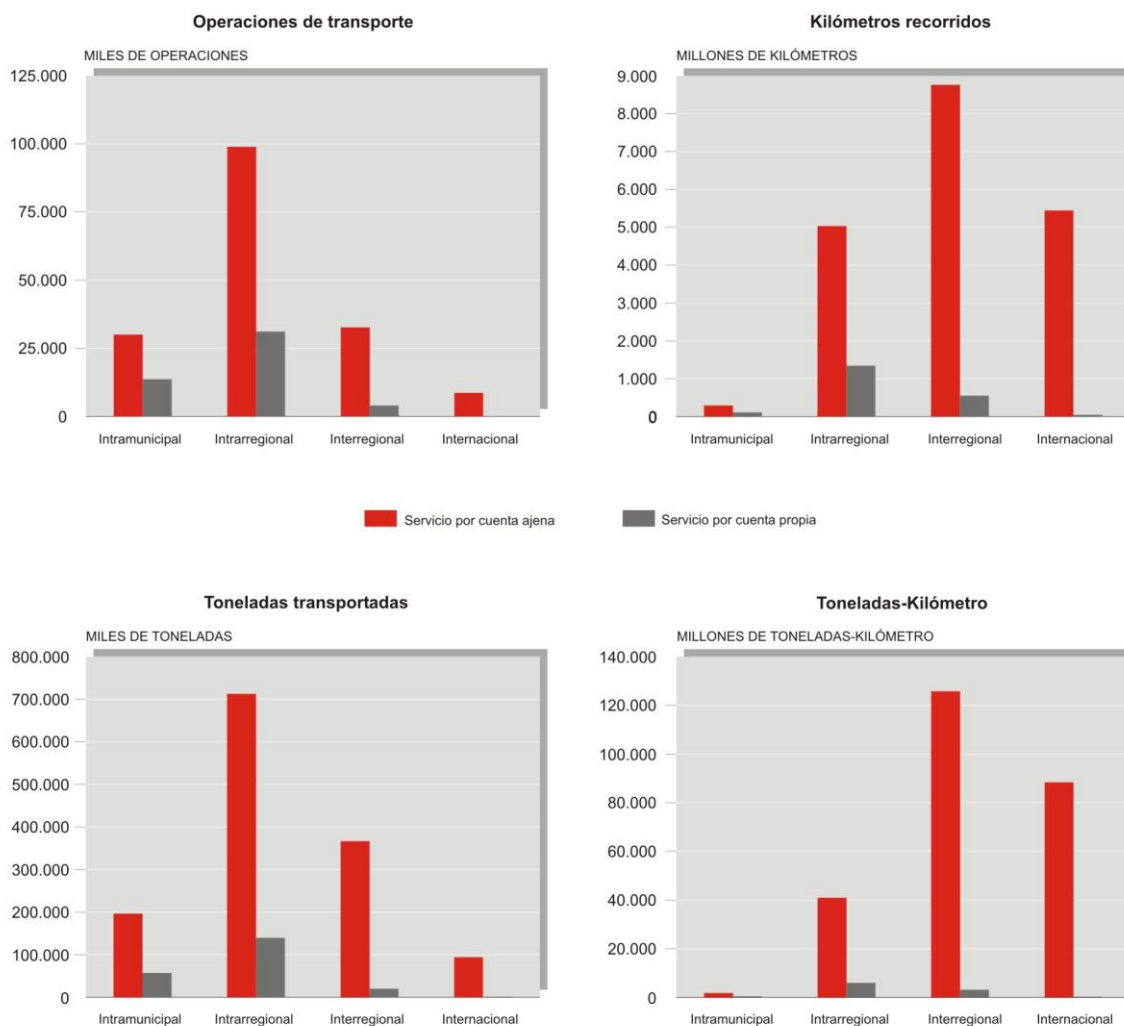 Operaciones de transporte
MILES DE OPERACIONES
125.000
100.000
75.000
50.000
25.000
0
Intramunicipal Intrarregional Interregional Internacional
Kilómetros recorridos
MILLONES DE KILÓMETROS
9.000
8.000
7.000
6.000
5.000
4.000
3.000
2.000
1.000
0
Intramunicipal Intrarregional Interregional Internacional
Servicio por cuenta ajena Servicio por cuenta propia
Toneladas transportadas
MILES DE TONELADAS
800.000
700.000
600.000
500.000
400.000
300.000
200.000
100.000
0
Intramunicipal Intrarregional Interregional Internacional
Toneladas-Kilómetro
MILLONES DE TONELADAS-KILÓMETRO
140.000
120.000
100.000
80.000
60.000
40.000
20.000
0
Intramunicipal Intrarregional Interregional Internacional